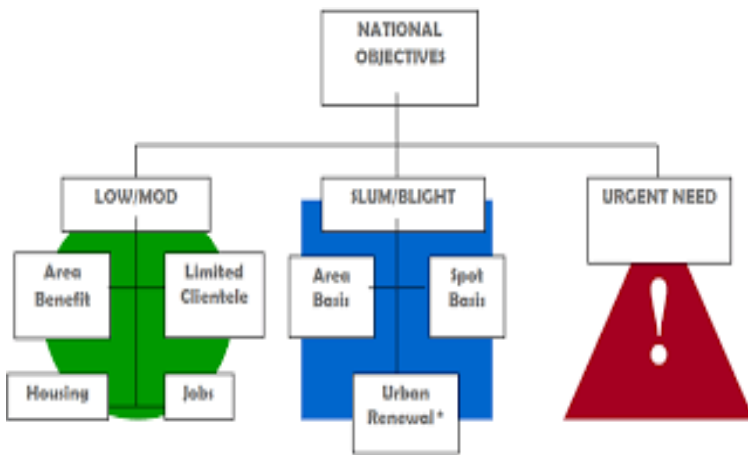 NATIONAL
OBJECTIVES
LOW/MOD
SLUM/BLIGHT
URGENT NEED
Area
Benefit
Limited
Clientele
Area
Basis
Spot
Basis
!
Housing
Jobs
Urban
Renewal*